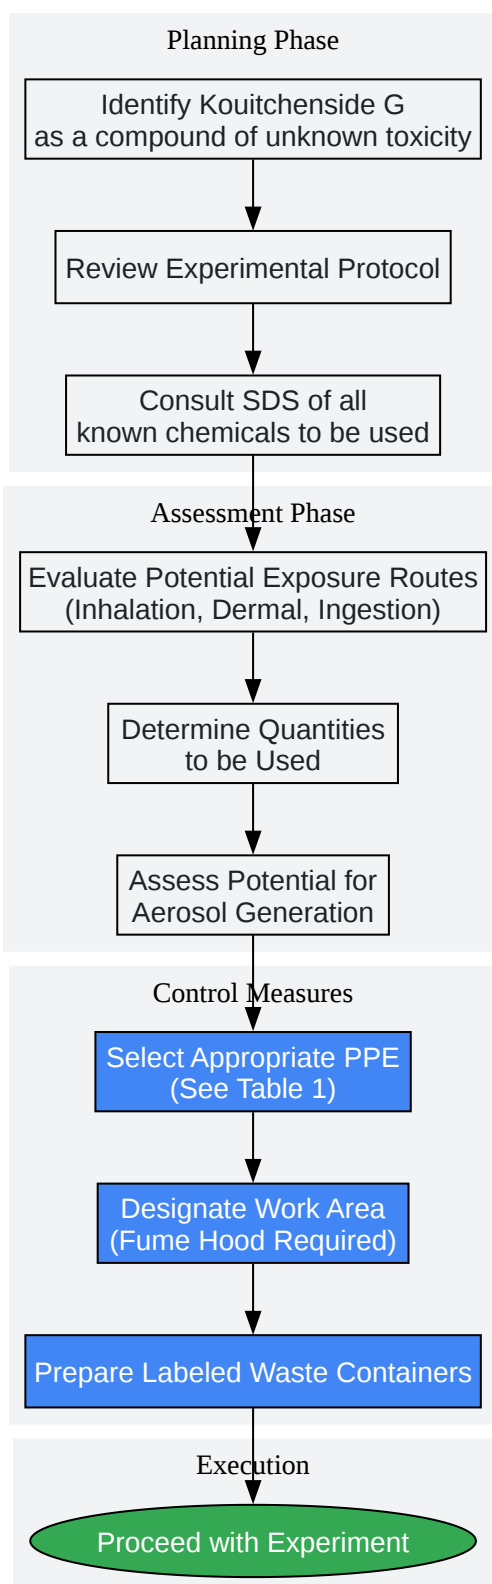 Planning Phase
Identify Kouitchenside G
as a compound of unknown toxicity
Review Experimental Protocol
Consult SDS of all
known chemicals to be used
Assessment Phase
Evaluate Potential Exposure Routes
(Inhalation, Dermal, Ingestion)
Determine Quantities
to be Used
Assess Potential for
Aerosol Generation
Control Measures
Select Appropriate PPE
(See Table 1)
Designate Work Area
(Fume Hood Required)
Prepare Labeled Waste Containers
Execution
Proceed with Experiment